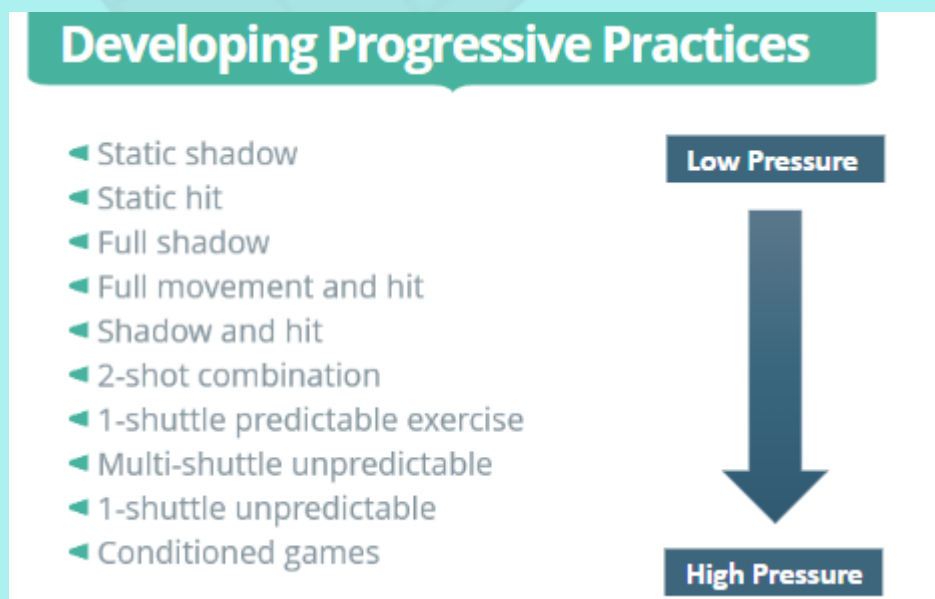 Developing Progressive Practices
Static shadow
Static hit
Full shadow
Full movement and hit
Shadow and hit
2-shot combination
1-shuttle predictable exercise
Multi-shuttle unpredictable
1-shuttle unpredictable
Conditioned games
Low Pressure
High Pressure